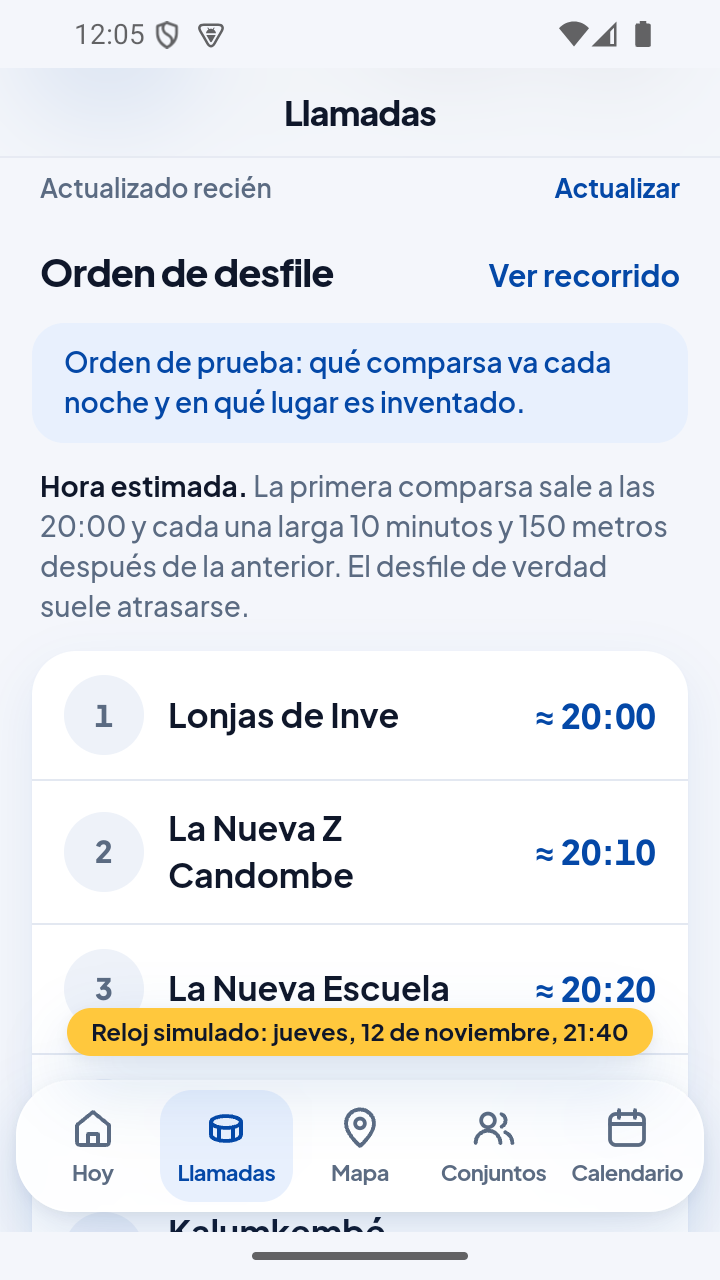 12:05
Llamadas
Actualizado recién
Actualizar
Orden de desfile
Ver recorrido
Orden de prueba: qué comparsa va cada
noche y en qué lugar es inventado.
Hora estimada. La primera comparsa sale a las
20:00 y cada una larga 10 minutos y 150 metros
después de la anterior. El desfile de verdad
suele atrasarse.
1
Lonjas de Inve
≈ 20:00
2
La Nueva Z
Candombe
≈ 20:10
3
La Nueva Escuela
≈ 20:20
Reloj simulado: jueves, 12 de noviembre, 21:40
Hoy
Llamadas
Mapa
Conjuntos
Calendario
Kalumkembé